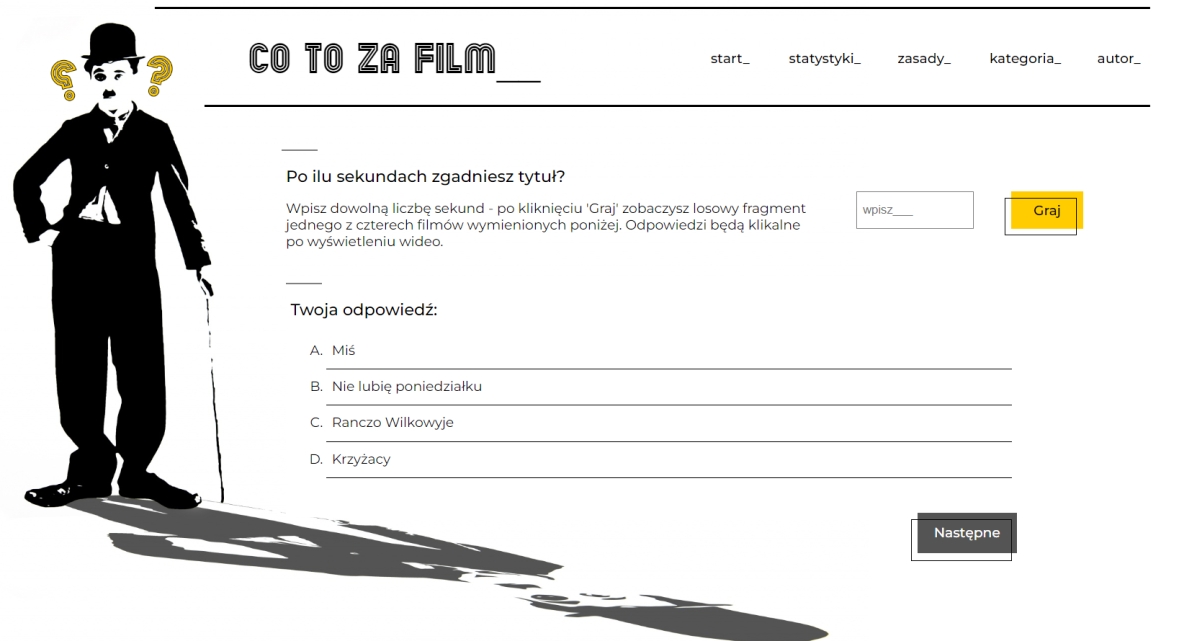 CO TO ZA FILM__
start_ statystyki_ zasady_ kategoria_ autor_
Po ilu sekundach zgadniesz tytuł?
Wpisz dowolną liczbę sekund - po kliknięciu 'Graj' zobaczysz losowy fragment
jednego z czterech filmów wymienionych poniżej. Odpowiedzi będą klikalne
po wyświetleniu wideo.
wpisz___
Graj
Twoja odpowiedź:
A. Miś
B. Nie lubię poniedziałku
C. Ranczo Wilkowyje
D. Krzyżacy
Następne